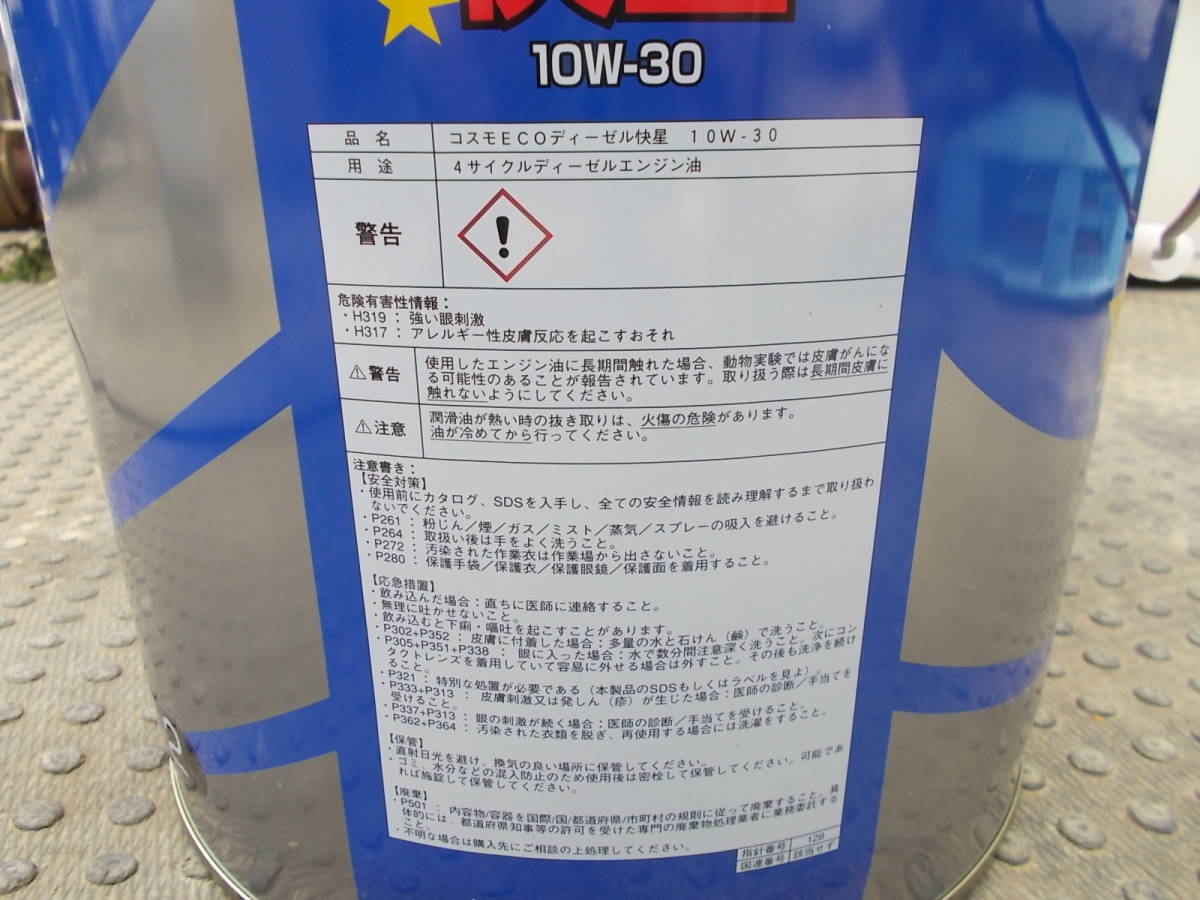 10W-30
品名 コスモECOディーゼル快星 10W-30
用途 4サイクルディーゼルエンジン油
警告
危険有害性情報：
・H319 ： 強い眼刺激
・H317 ： アレルギー性皮膚反応を起こすおそれ
⚠警告
使用したエンジン油に長期間触れた場合、動物実験では皮膚がんにな
る可能性のあることが報告されています。取り扱う際は長期間皮膚に
触れないようにしてください。
⚠注意
潤滑油が熱い時の抜き取りは、火傷の危険があります。
油が冷めてから行ってください。
注意書き：
【安全対策】
・使用前にカタログ、SDSを入手し、全ての安全情報を読み理解するまで取り扱わ
ないでください。
・P261 ： 粉じん／煙／ガス／ミスト／蒸気／スプレーの吸入を避けること。
・P264 ： 取扱い後は手をよく洗うこと。
・P272 ： 汚染された作業衣は作業場から出さないこと。
・P280 ： 保護手袋／保護衣／保護眼鏡／保護面を着用すること。
【応急措置】
・飲み込んだ場合：直ちに医師に連絡すること。
・無理に吐かせないこと。
・飲み込むと下痢・嘔吐を起こすことがあります。
・P302+P352 ： 皮膚に付着した場合：多量の水と石けん（鹸）で洗うこと。
・P305+P351+P338 ： 眼に入った場合：水で数分間注意深く洗うこと。次にコン
タクトレンズを着用していて容易に外せる場合は外すこと。その後も洗浄を続け
ること。
・P321 ： 特別な処置が必要である（本製品のSDSもしくはラベルを見よ）。
・P333+P313 ： 皮膚刺激又は発しん（疹）が生じた場合：医師の診断／手当てを
受けること。
・P337+P313 ： 眼の刺激が続く場合：医師の診断／手当てを受けること。
・P362+P364 ： 汚染された衣類を脱ぎ、再使用する場合には洗濯をすること。
【保管】
・直射日光を避け、換気の良い場所に保管してください。
・ゴミ、水分などの混入防止のため使用後は密栓して保管してください。可能であ
れば施錠して保管してください。
【廃棄】
・P501 ： 内容物/容器を国際/国/都道府県/市町村の規則に従って廃棄すること。具
体的には、都道府県知事等の許可を受けた専門の廃棄物処理業者に業務委託する
こと。
・不明な場合は購入先にご相談の上処理してください。
指針番号 128
国連番号 該当せず